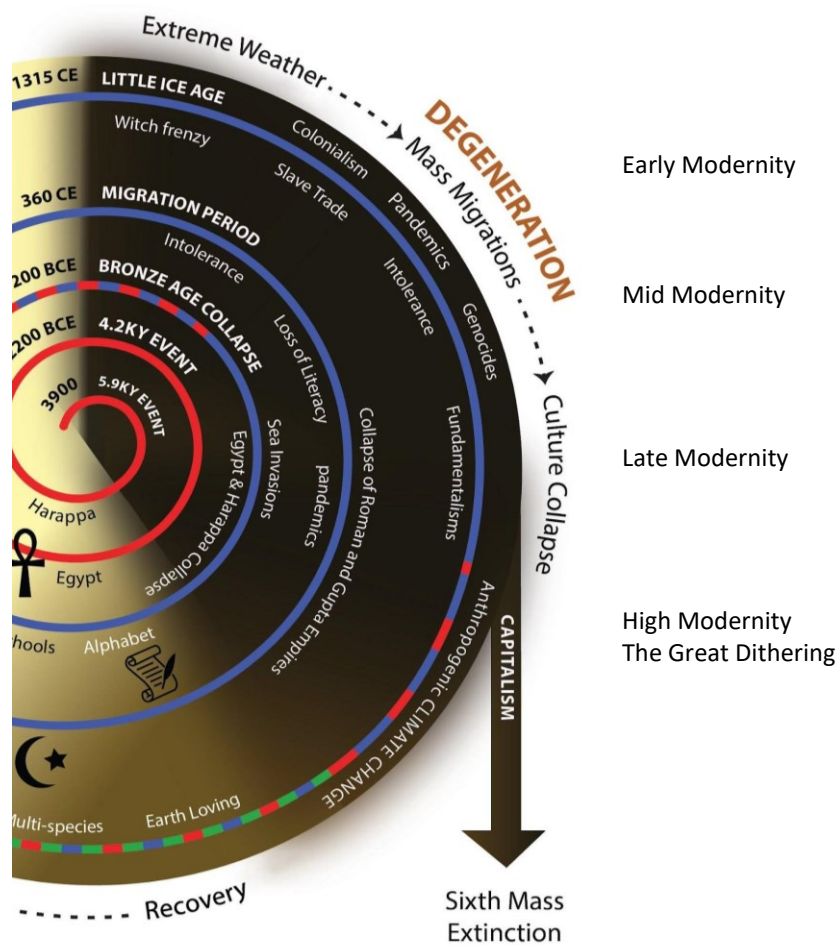 Extreme Weather
DEGENERATION
Mass Migrations
Culture Collapse
1315 CE
LITTLE ICE AGE
Witch frenzy
Colonialism
Slave Trade
Pandemics
Intolerance
Genocides
Fundamentalisms
360 CE
MIGRATION PERIOD
Intolerance
Loss of Literacy
pandemics
Collapse of Roman and Gupta Empires
200 BCE
BRONZE AGE COLLAPSE
Sea Invasions
Egypt & Harappa Collapse
200 BCE
4.2KY EVENT
3900
5.9KY EVENT
Harappa
Egypt
hools
Alphabet
Multi-species
Earth Loving
Anthropogenic CLIMATE CHANGE
CAPITALISM
Recovery
Sixth Mass
Extinction
Early Modernity
Mid Modernity
Late Modernity
High Modernity
The Great Dithering